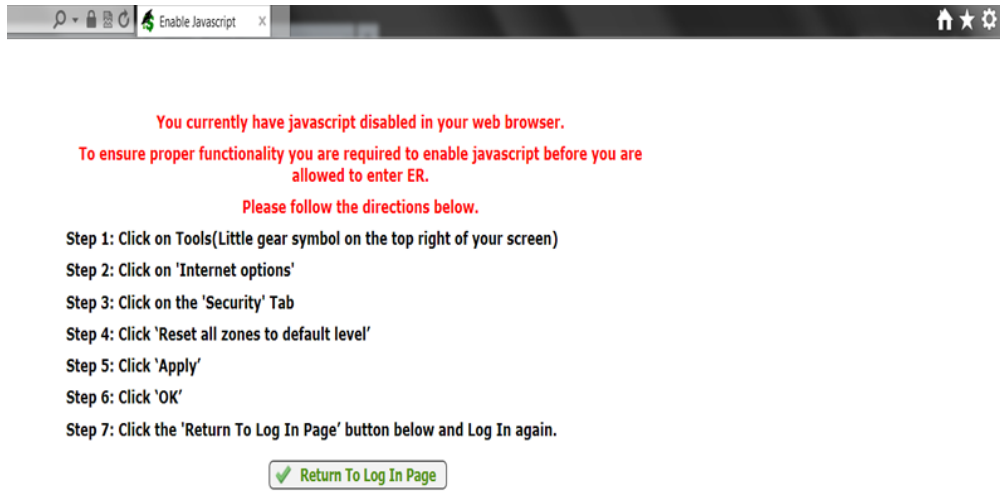 Enable Javascript
You currently have javascript disabled in your web browser.
To ensure proper functionality you are required to enable javascript before you are
allowed to enter ER.
Please follow the directions below.
Step 1: Click on Tools(Little gear symbol on the top right of your screen)
Step 2: Click on 'Internet options'
Step 3: Click on the 'Security' Tab
Step 4: Click ‘Reset all zones to default level’
Step 5: Click ‘Apply’
Step 6: Click ‘OK’
Step 7: Click the 'Return To Log In Page’ button below and Log In again.
Return To Log In Page